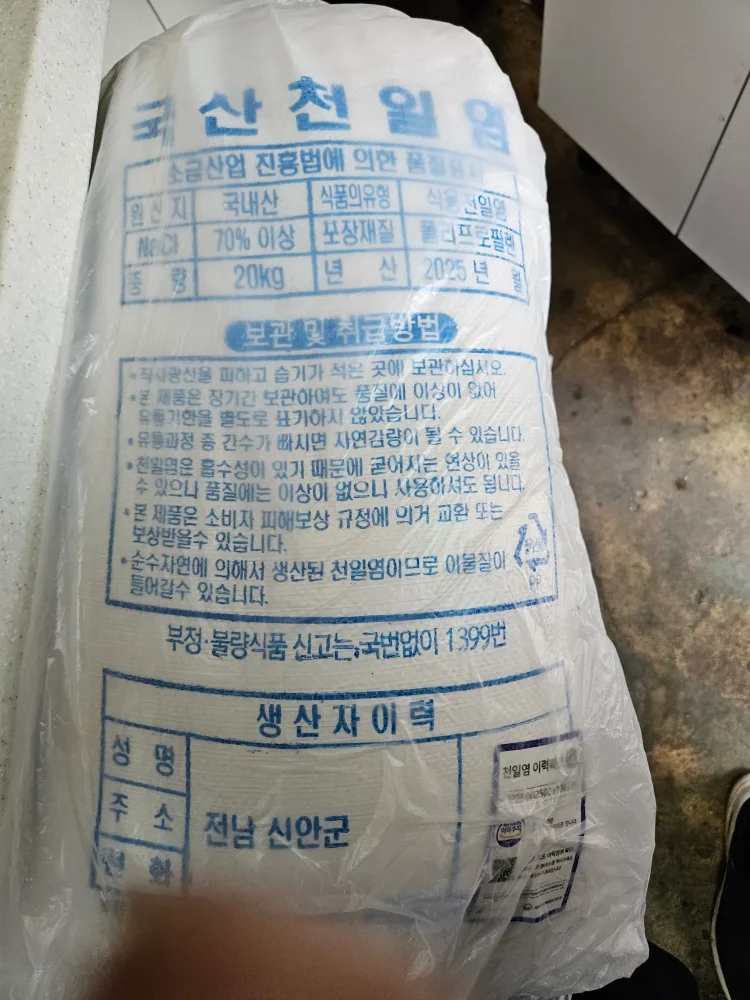 국산천일염
소금산업 진흥법에 의한 품질표시
원산지 국내산 식품의유형 식용천일염
NaCl 70% 이상 포장재질 폴리프로필렌
중 량 20kg 년 산 2025 년 월
보관 및 취급방법
• 직사광선을 피하고 습기가 적은 곳에 보관하십시오.
• 본 제품은 장기간 보관하여도 품질에 이상이 없어
유통기한을 별도로 표기하지 않았습니다.
• 유통과정 중 간수가 빠지면 자연감량이 될 수 있습니다.
• 천일염은 흡수성이 있기 때문에 굳어지는 현상이 있을
수 있으나 품질에는 이상이 없으니 사용하셔도 됩니다.
• 본 제품은 소비자 피해보상 규정에 의거 교환 또는
보상받을수 있습니다.
• 순수자연에 의해서 생산된 천일염이므로 이물질이
들어갈수 있습니다.
PP
부정·불량식품 신고는,국번없이 1399번
생산자이력
성 명
주 소 전남 신안군
전 화
천일염 이력